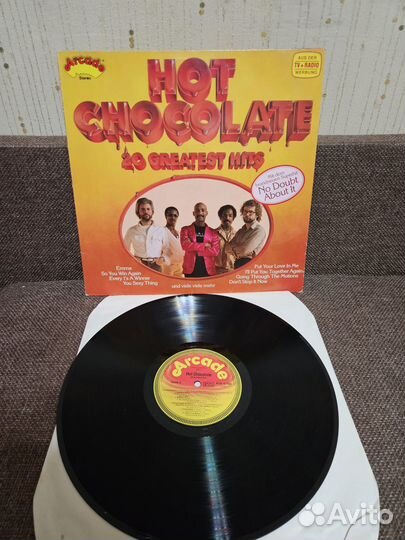 Arcade
Stereo
AUS DER
TV + RADIO
WERBUNG
HOT
CHOCOLATE
20 GREATEST HITS
No Doubt
About It
Emma
So You Win Again
Every 1's A Winner
You Sexy Thing
Put Your Love In Me
I'll Put You Together Again
Going Through The Motions
Don't Stop It Now
und viele viele mehr
Arcade
Hot Chocolate
Avito